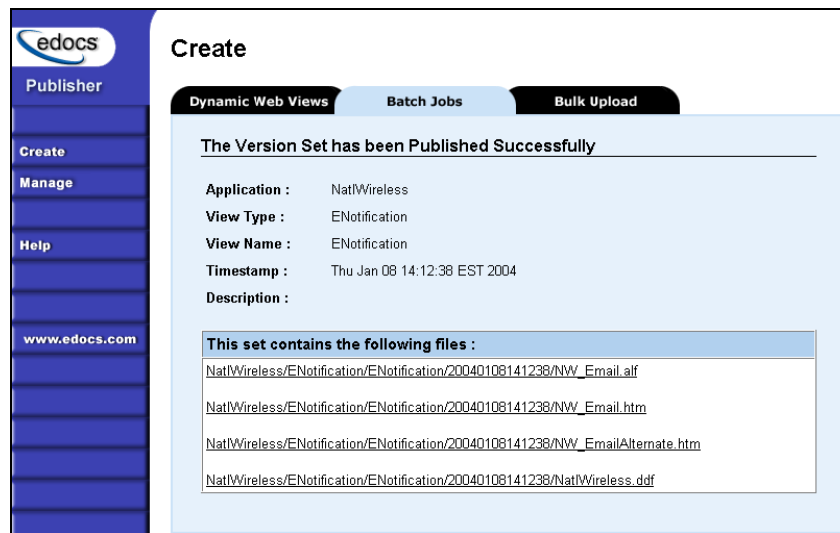 edocs
Publisher
Create
Manage
Help
www.edocs.com
Create
Dynamic Web Views
Batch Jobs
Bulk Upload
The Version Set has been Published Successfully
Application : NatlWireless
View Type : ENotification
View Name : ENotification
Timestamp : Thu Jan 08 14:12:38 EST 2004
Description :
This set contains the following files :
NatlWireless/ENotification/ENotification/20040108141238/NW_Email.alf
NatlWireless/ENotification/ENotification/20040108141238/NW_Email.htm
NatlWireless/ENotification/ENotification/20040108141238/NW_EmailAlternate.htm
NatlWireless/ENotification/ENotification/20040108141238/NatlWireless.ddf